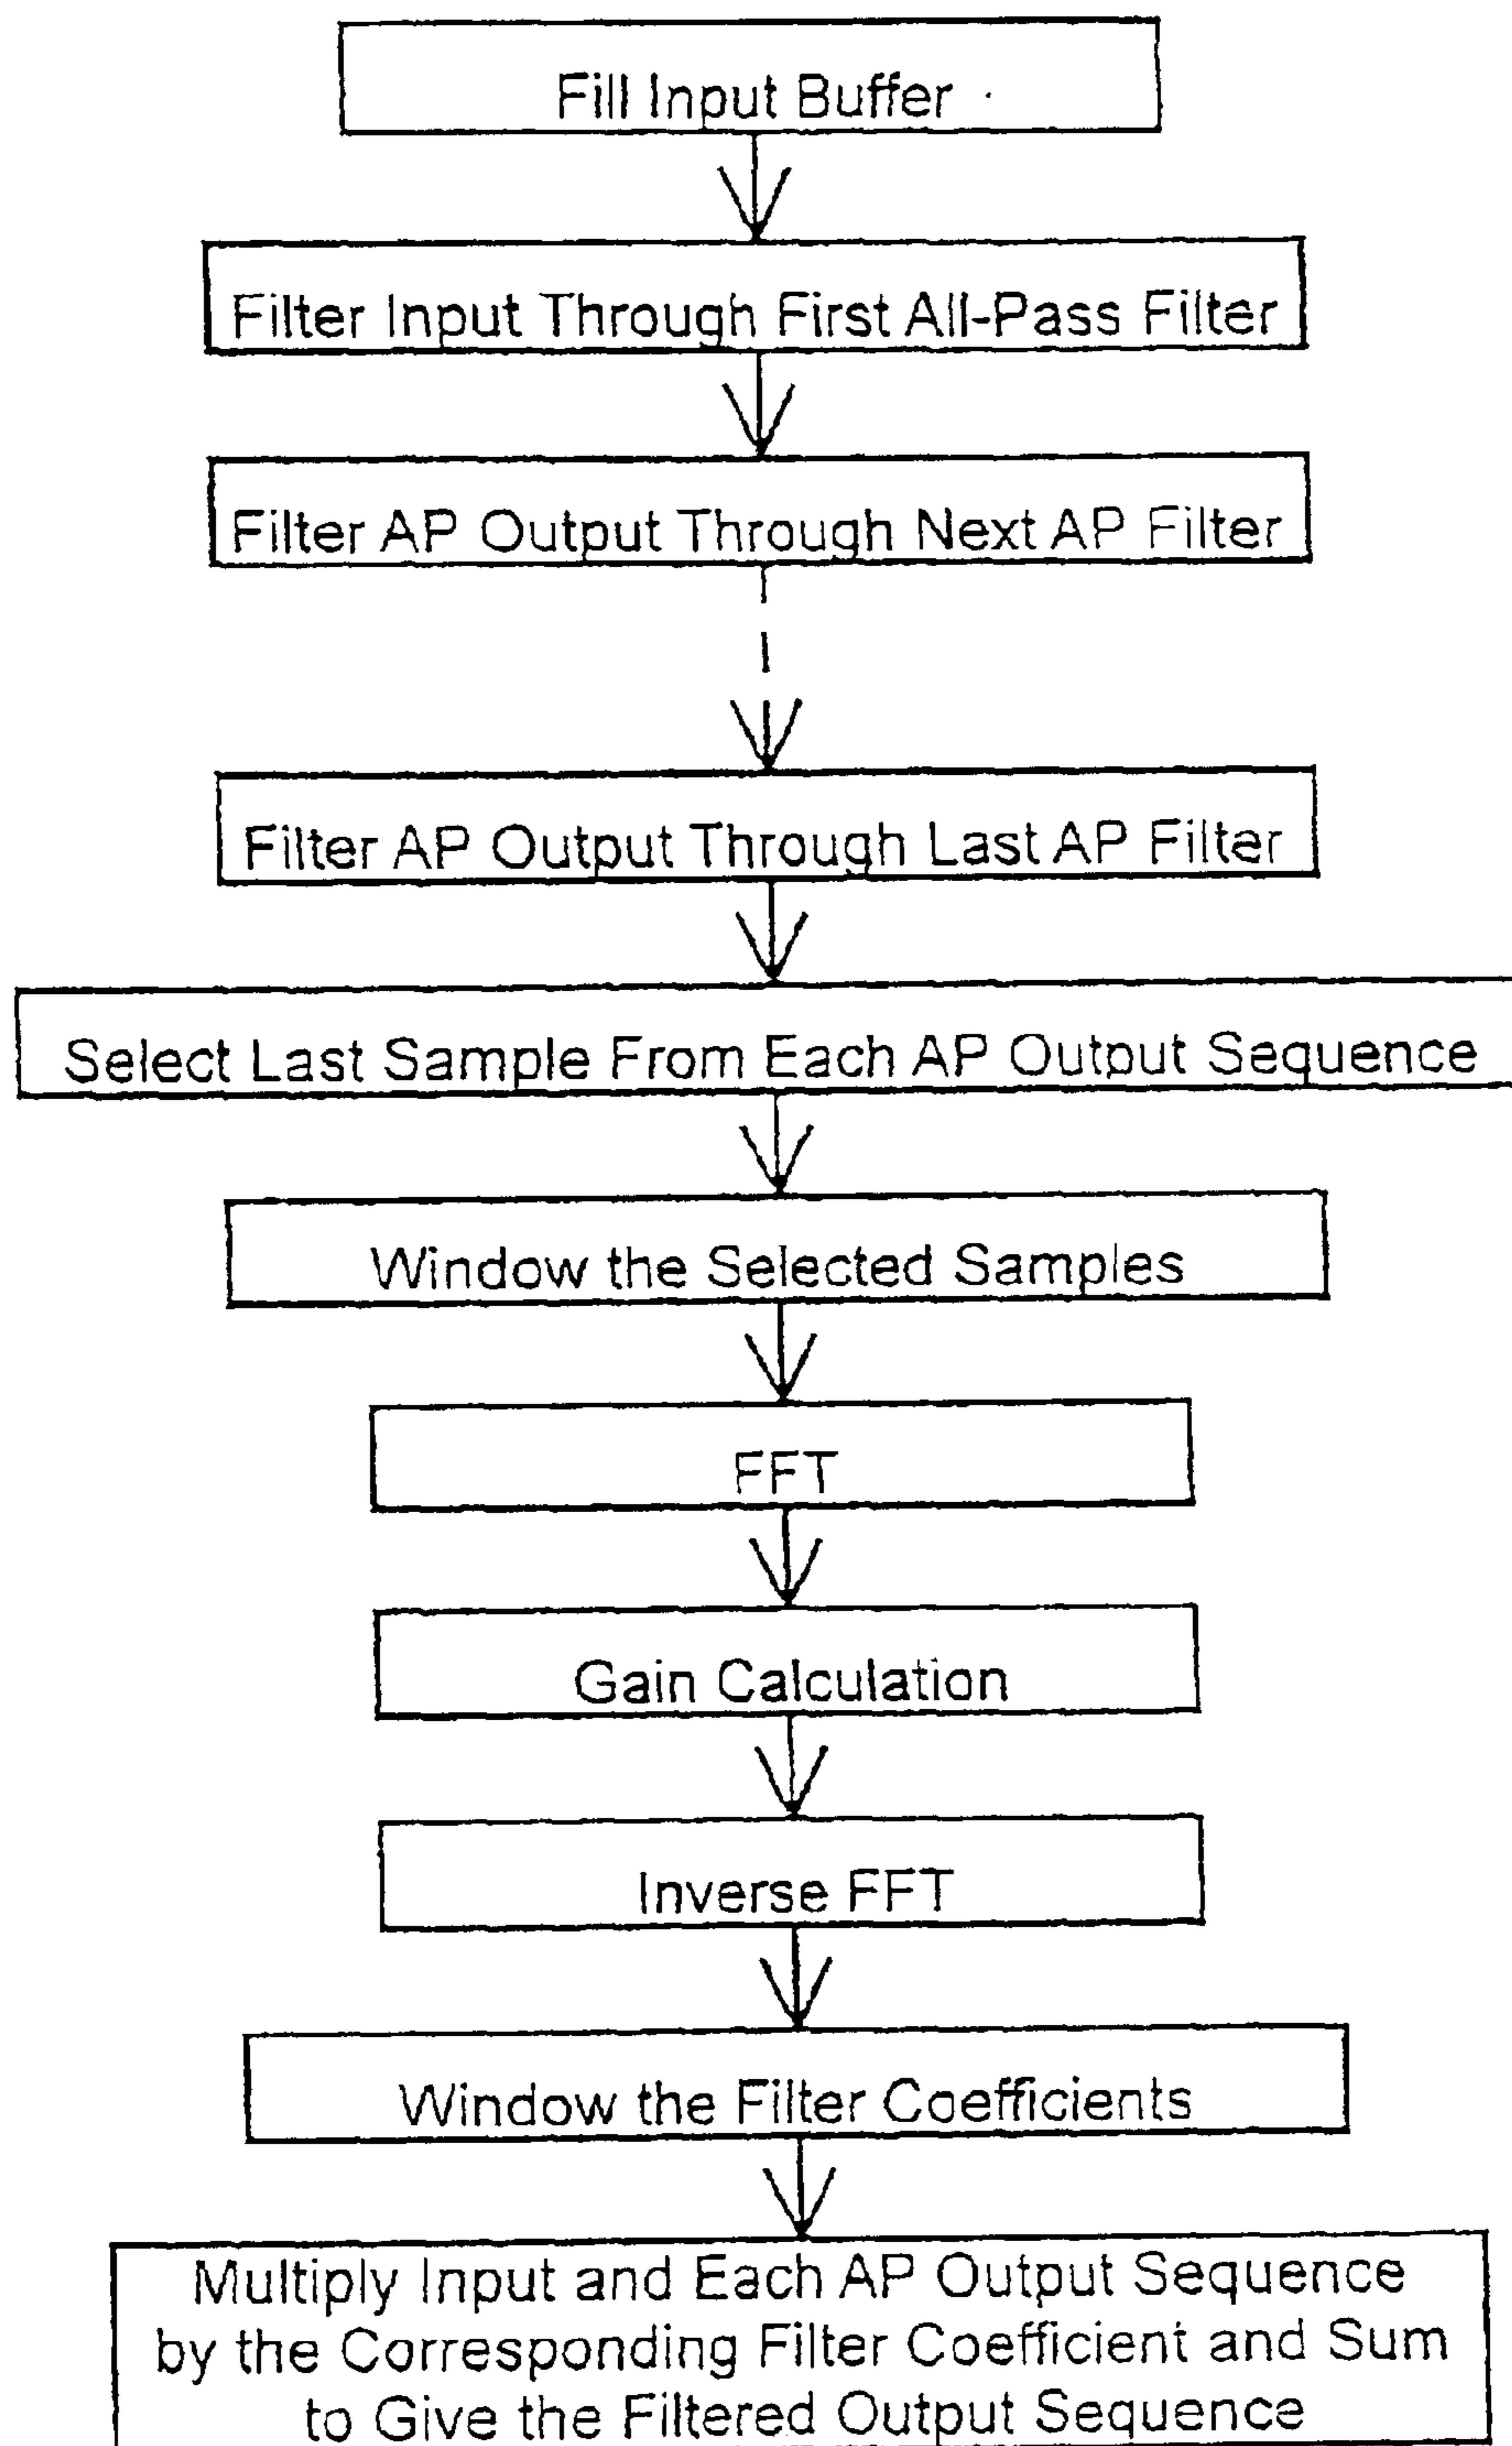 Fill Input Buffer
Filter Input Through First All-Pass Filter
Filter AP Output Through Next AP Filter
Filter AP Output Through Last AP Filter
Select Last Sample From Each AP Output Sequence
Window the Selected Samples
FFT
Gain Calculation
Inverse FFT
Window the Filter Coefficients
Multiply Input and Each AP Output Sequence
by the Corresponding Filter Coefficient and Sum
to Give the Filtered Output Sequence